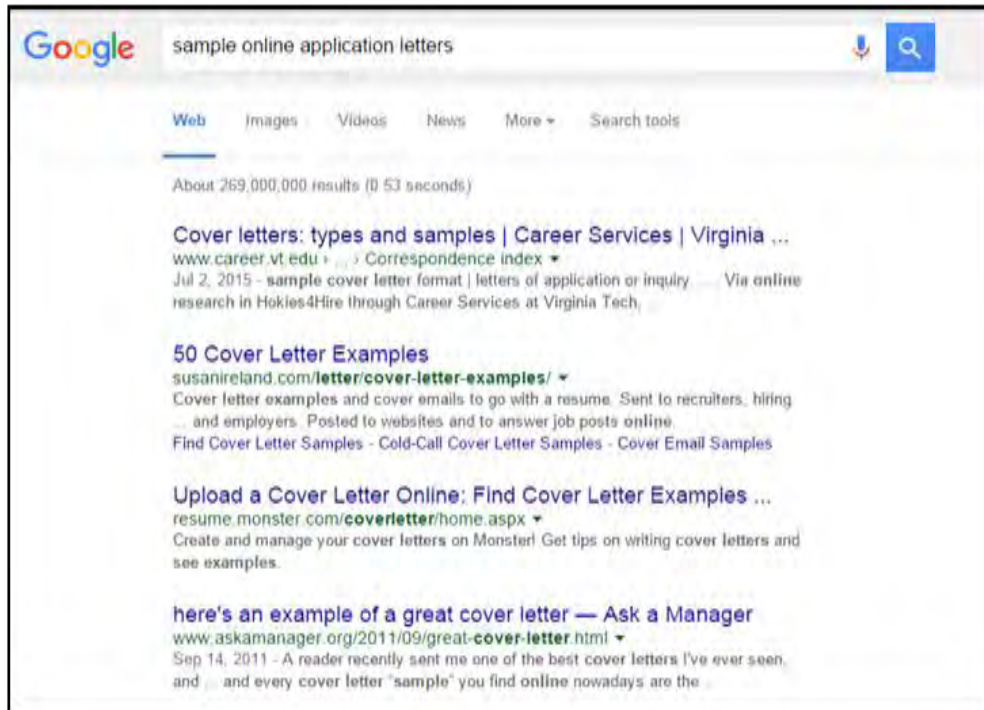 Google
sample online application letters
Web Images Videos News More Search tools
About 269,000,000 results (0.53 seconds)
Cover letters: types and samples | Career Services | Virginia ...
www.career.vt.edu › ... › Correspondence index
Jul 2, 2015 - sample cover letter format | letters of application or inquiry. ... Via online
research in Hokies4Hire through Career Services at Virginia Tech, ...
50 Cover Letter Examples
susanireland.com/letter/cover-letter-examples/
Cover letter examples and cover emails to go with a resume. Sent to recruiters, hiring
... and employers. Posted to websites and to answer job posts online.
Find Cover Letter Samples - Cold-Call Cover Letter Samples - Cover Email Samples
Upload a Cover Letter Online: Find Cover Letter Examples ...
resume.monster.com/coverletter/home.aspx
Create and manage your cover letters on Monster! Get tips on writing cover letters and
see examples.
here's an example of a great cover letter — Ask a Manager
www.askamanager.org/2011/09/great-cover-letter.html
Sep 14, 2011 - A reader recently sent me one of the best cover letters I've ever seen,
and ... and every cover letter "sample" you find online nowadays are the ...